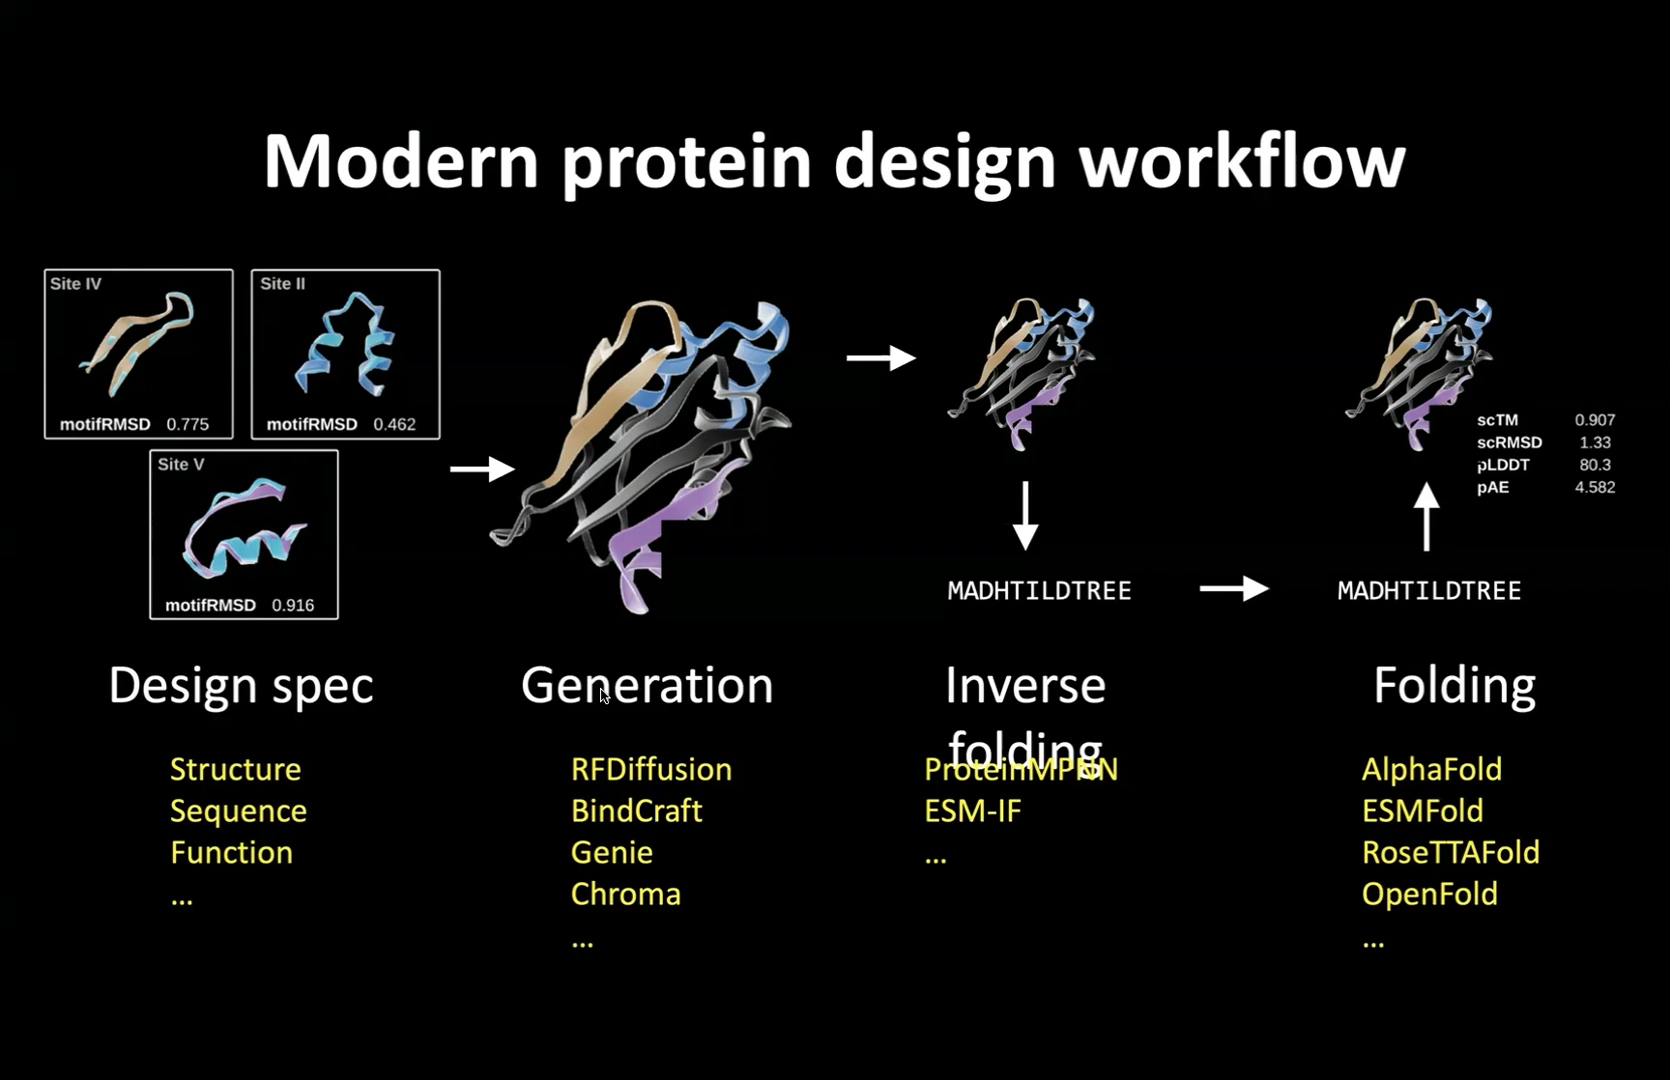 Modern protein design workflow
Site IV
motifRMSD 0.775
Site II
motifRMSD 0.462
Site V
motifRMSD 0.916
MADHTILDTREE
MADHTILDTREE
scTM 0.907
scRMSD 1.33
pLDDT 80.3
pAE 4.582
Design spec
Structure
Sequence
Function
...
Generation
RFDiffusion
BindCraft
Genie
Chroma
...
Inverse
folding
ProteinMPNN
ESM-IF
...
Folding
AlphaFold
ESMFold
RoseTTAFold
OpenFold
...